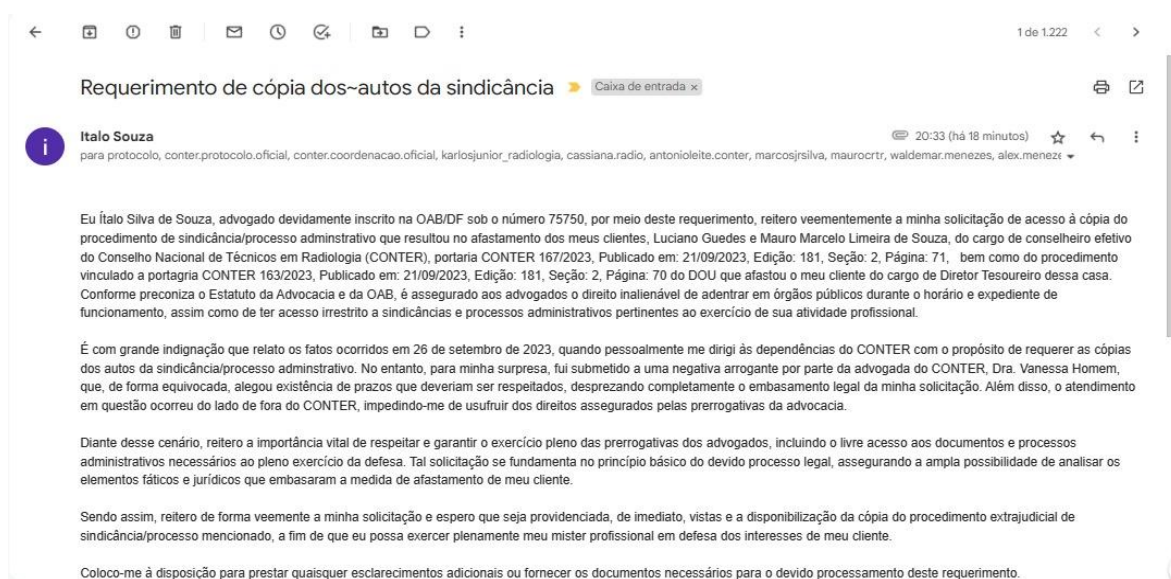 1 de 1.222
Requerimento de cópia dos~autos da sindicância
Caixa de entrada ×
i
Italo Souza
20:33 (há 18 minutos)
para protocolo, conter.protocolo.oficial, conter.coordenacao.oficial, karlosjunior_radiologia, cassiana.radio, antonioleite.conter, marcosjrsilva, maurocrtr, waldemar.menezes, alex.meneze
Eu Ítalo Silva de Souza, advogado devidamente inscrito na OAB/DF sob o número 75750, por meio deste requerimento, reitero veementemente a minha solicitação de acesso à cópia do
procedimento de sindicância/processo adminstrativo que resultou no afastamento dos meus clientes, Luciano Guedes e Mauro Marcelo Limeira de Souza, do cargo de conselheiro efetivo
do Conselho Nacional de Técnicos em Radiologia (CONTER), portaria CONTER 167/2023, Publicado em: 21/09/2023, Edição: 181, Seção: 2, Página: 71, bem como do procedimento
vinculado a portagria CONTER 163/2023, Publicado em: 21/09/2023, Edição: 181, Seção: 2, Página: 70 do DOU que afastou o meu cliente do cargo de Diretor Tesoureiro dessa casa.
Conforme preconiza o Estatuto da Advocacia e da OAB, é assegurado aos advogados o direito inalienável de adentrar em órgãos públicos durante o horário e expediente de
funcionamento, assim como de ter acesso irrestrito a sindicâncias e processos administrativos pertinentes ao exercício de sua atividade profissional.
É com grande indignação que relato os fatos ocorridos em 26 de setembro de 2023, quando pessoalmente me dirigi às dependências do CONTER com o propósito de requerer as cópias
dos autos da sindicância/processo adminstrativo. No entanto, para minha surpresa, fui submetido a uma negativa arrogante por parte da advogada do CONTER, Dra. Vanessa Homem,
que, de forma equivocada, alegou existência de prazos que deveriam ser respeitados, desprezando completamente o embasamento legal da minha solicitação. Além disso, o atendimento
em questão ocorreu do lado de fora do CONTER, impedindo-me de usufruir dos direitos assegurados pelas prerrogativas da advocacia.
Diante desse cenário, reitero a importância vital de respeitar e garantir o exercício pleno das prerrogativas dos advogados, incluindo o livre acesso aos documentos e processos
administrativos necessários ao pleno exercício da defesa. Tal solicitação se fundamenta no princípio básico do devido processo legal, assegurando a ampla possibilidade de analisar os
elementos fáticos e jurídicos que embasaram a medida de afastamento de meu cliente.
Sendo assim, reitero de forma veemente a minha solicitação e espero que seja providenciada, de imediato, vistas e a disponibilização da cópia do procedimento extrajudicial de
sindicância/processo mencionado, a fim de que eu possa exercer plenamente meu mister profissional em defesa dos interesses de meu cliente.
Coloco-me à disposição para prestar quaisquer esclarecimentos adicionais ou fornecer os documentos necessários para o devido processamento deste requerimento.